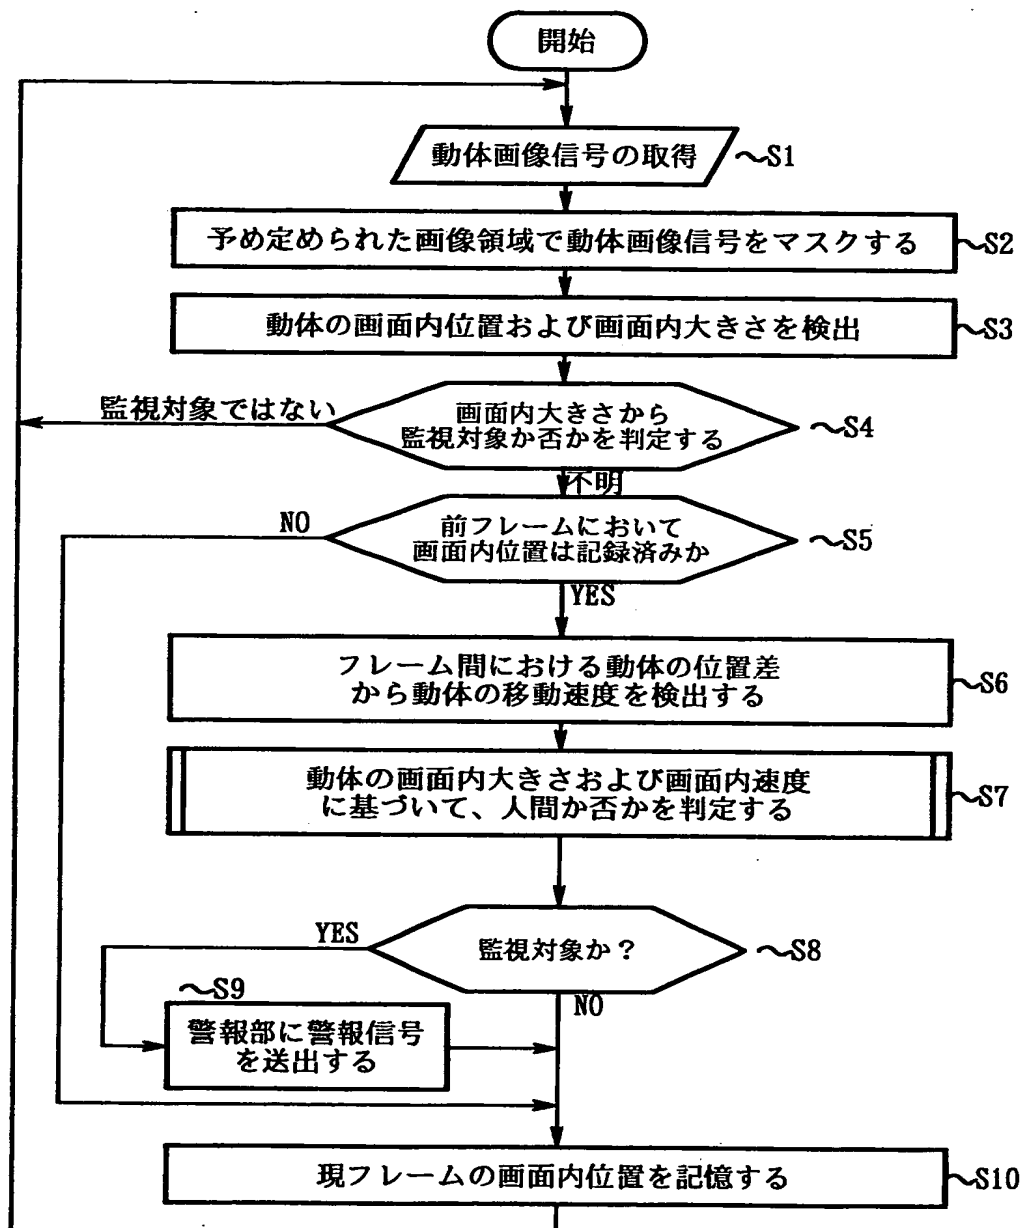 開始
動体画像信号の取得
～S1
予め定められた画像領域で動体画像信号をマスクする
～S2
動体の画面内位置および画面内大きさを検出
～S3
監視対象ではない
画面内大きさから
監視対象か否かを判定する
～S4
不明
NO
前フレームにおいて
画面内位置は記録済みか
～S5
YES
フレーム間における動体の位置差
から動体の移動速度を検出する
～S6
動体の画面内大きさおよび画面内速度
に基づいて、人間か否かを判定する
～S7
YES
監視対象か？
～S8
NO
～S9
警報部に警報信号
を送出する
現フレームの画面内位置を記憶する
～S10